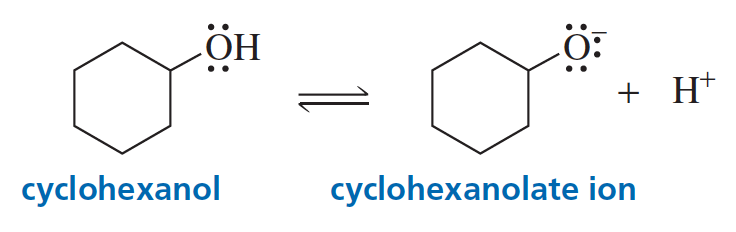 OH
O:⁻
+ H⁺
cyclohexanol
cyclohexanolate ion